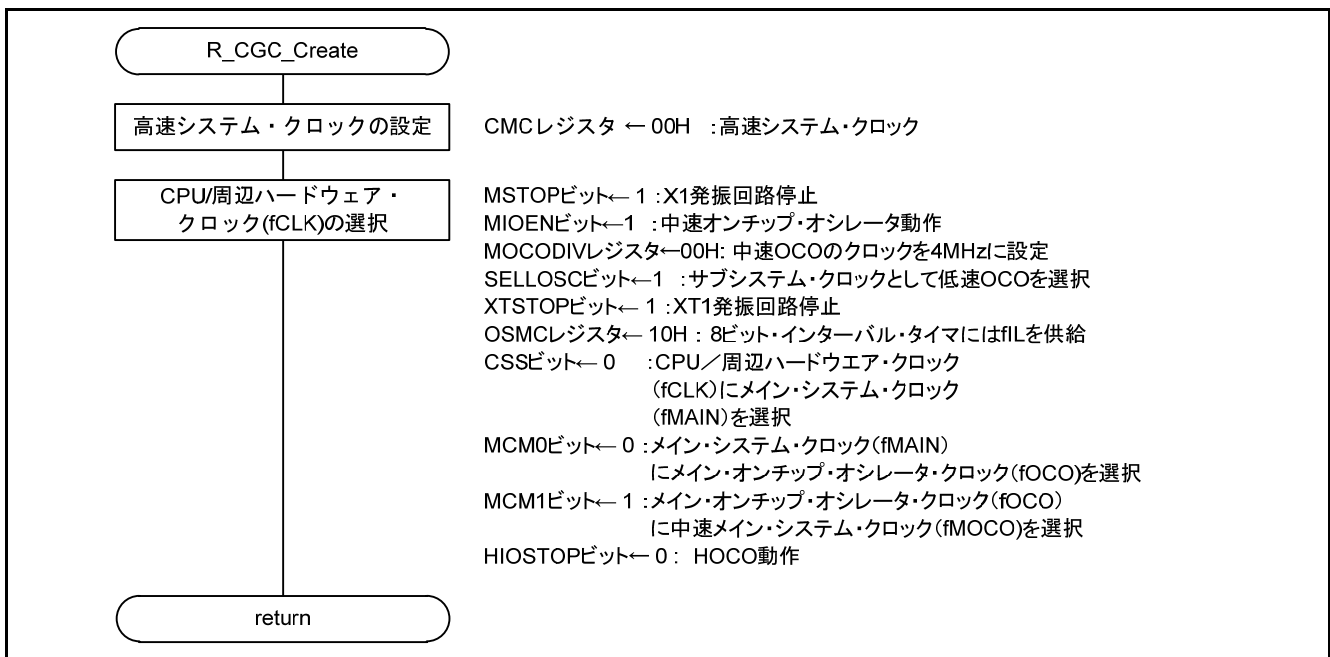 R_CGC_Create
高速システム・クロックの設定
CMCレジスタ ← 00H :高速システム・クロック
CPU/周辺ハードウェア・
クロック(fCLK)の選択
MSTOPビット← 1 :X1発振回路停止
MIOENビット←1 :中速オンチップ・オシレータ動作
MOCODIVレジスタ←00H: 中速OCOのクロックを4MHzに設定
SELLOSCビット←1 :サブシステム・クロックとして低速OCOを選択
XTSTOPビット← 1 :XT1発振回路停止
OSMCレジスタ← 10H : 8ビット・インターバル・タイマにはfILを供給
CSSビット← 0 :CPU/周辺ハードウエア・クロック
(fCLK)にメイン・システム・クロック
(fMAIN)を選択
MCM0ビット← 0 :メイン・システム・クロック(fMAIN)
にメイン・オンチップ・オシレータ・クロック(fOCO)を選択
MCM1ビット← 1 :メイン・オンチップ・オシレータ・クロック(fOCO)
に中速メイン・システム・クロック(fMOCO)を選択
HIOSTOPビット← 0 : HOCO動作
return